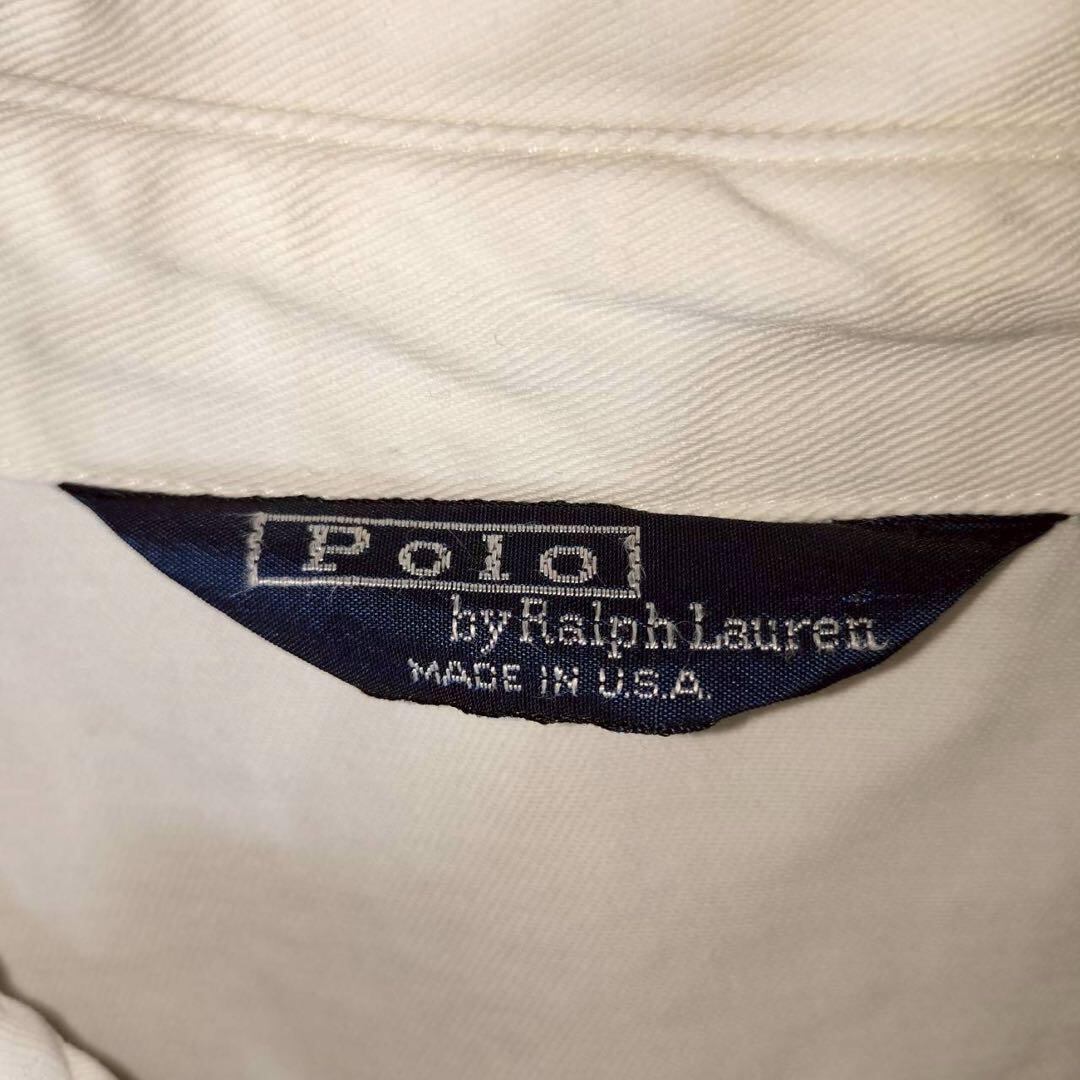 Polo
by Ralph Lauren
MADE IN U.S.A.